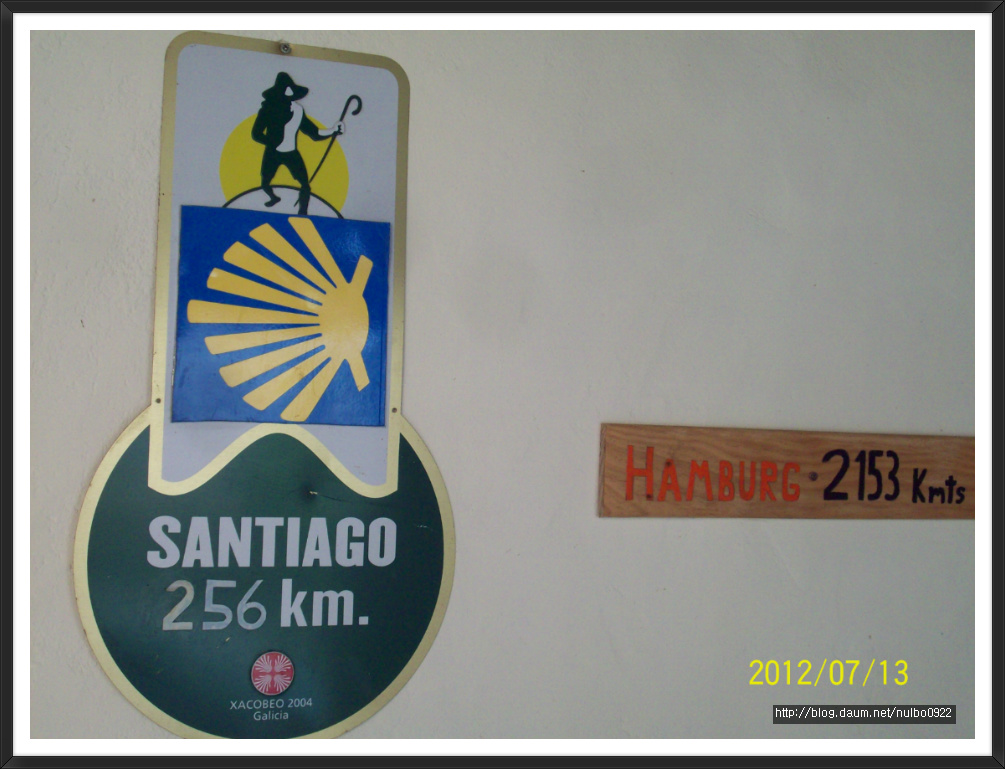 SANTIAGO
256 km.
XACOBEO 2004
Galicia
HAMBURG · 2153 Kmts
2012/07/13
http://blog.daum.net/nulbo0922